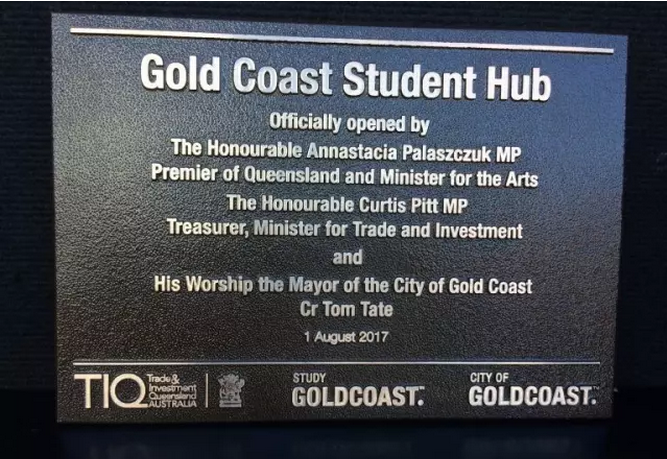 Gold Coast Student Hub
Officially opened by
The Honourable Annastacia Palaszczuk MP
Premier of Queensland and Minister for the Arts
The Honourable Curtis Pitt MP
Treasurer, Minister for Trade and Investment
and
His Worship the Mayor of the City of Gold Coast
Cr Tom Tate
1 August 2017
TIQ
Trade &
Investment
Queensland
AUSTRALIA
STUDY
GOLDCOAST.
CITY OF
GOLDCOAST.